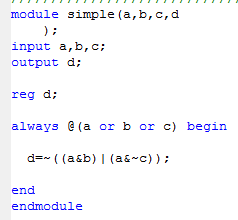 module simple(a,b,c,d
);
input a,b,c;
output d;
reg d;
always @(a or b or c) begin
d=~((a&b)|(a&~c));
end
endmodule